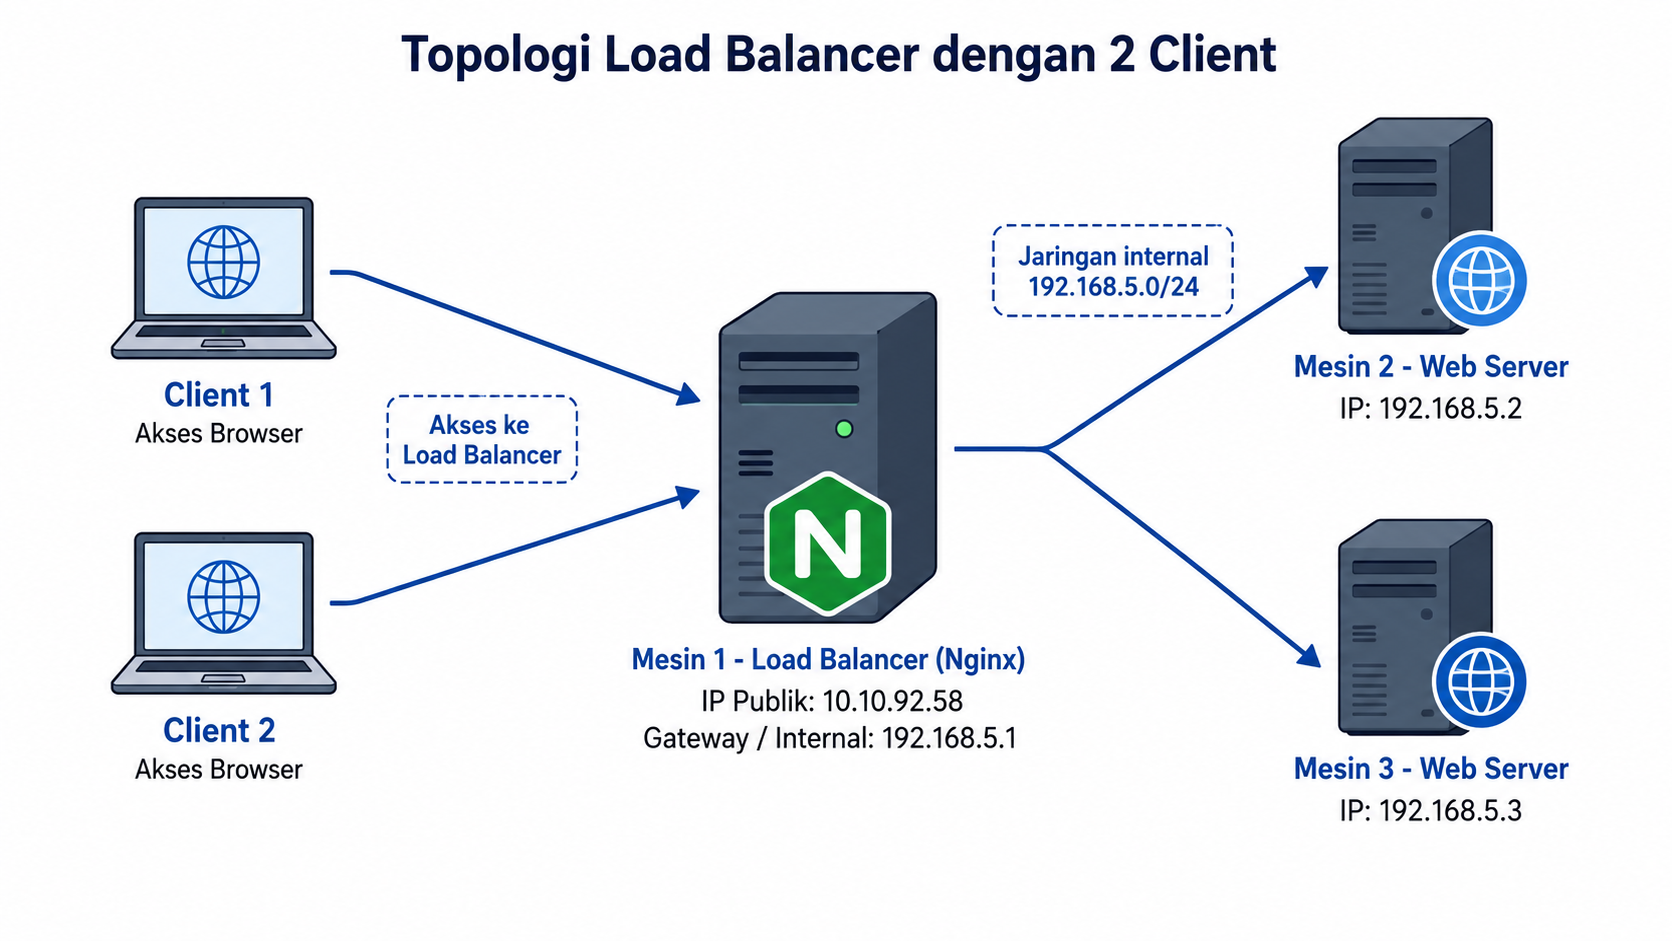 Topologi Load Balancer dengan 2 Client
Client 1
Akses Browser
Akses ke
Load Balancer
Client 2
Akses Browser
N
Mesin 1 - Load Balancer (Nginx)
IP Publik: 10.10.92.58
Gateway / Internal: 192.168.5.1
Jaringan internal
192.168.5.0/24
Mesin 2 - Web Server
IP: 192.168.5.2
Mesin 3 - Web Server
IP: 192.168.5.3